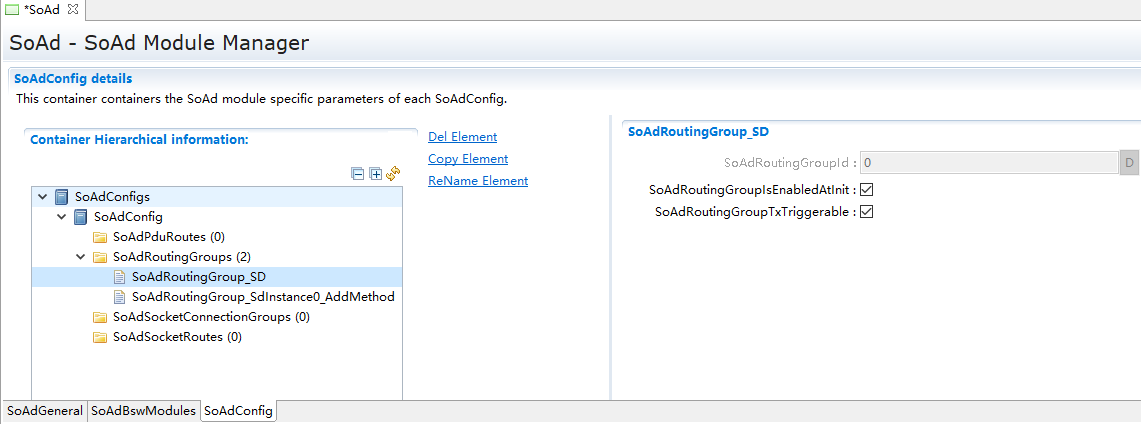 *SoAd
SoAd - SoAd Module Manager
SoAdConfig details
This container containers the SoAd module specific parameters of each SoAdConfig.
Container Hierarchical information:
Del Element
Copy Element
ReName Element
SoAdConfigs
SoAdConfig
SoAdPduRoutes (0)
SoAdRoutingGroups (2)
SoAdRoutingGroup_SD
SoAdRoutingGroup_SdInstance0_AddMethod
SoAdSocketConnectionGroups (0)
SoAdSocketRoutes (0)
SoAdRoutingGroup_SD
SoAdRoutingGroupId : 0 D
SoAdRoutingGroupIsEnabledAtInit :
SoAdRoutingGroupTxTriggerable :
SoAdGeneral SoAdBswModules SoAdConfig